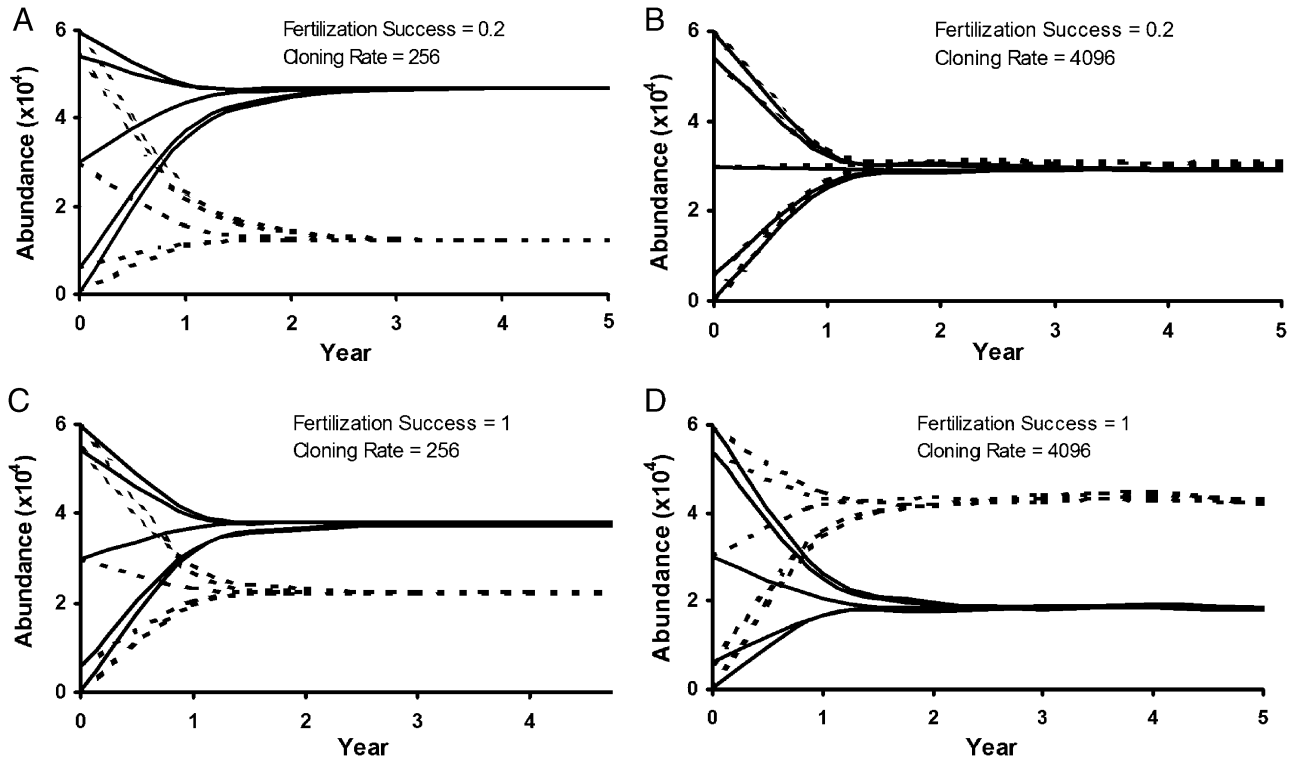 A
Fertilization Success = 0.2
Cloning Rate = 256
Abundance (x10⁴)
6
4
2
0
0 1 2 3 4 5
Year
B
Fertilization Success = 0.2
Cloning Rate = 4096
Abundance (x10⁴)
6
4
2
0
0 1 2 3 4 5
Year
C
Fertilization Success = 1
Cloning Rate = 256
Abundance (x10⁴)
6
4
2
0
0 1 2 3 4
Year
D
Fertilization Success = 1
Cloning Rate = 4096
Abundance (x10⁴)
6
4
2
0
0 1 2 3 4 5
Year